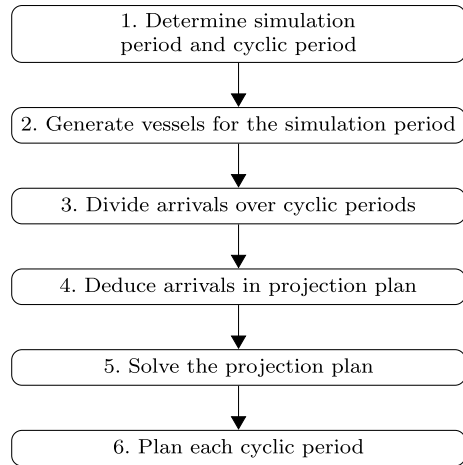 1. Determine simulation
period and cyclic period
2. Generate vessels for the simulation period
3. Divide arrivals over cyclic periods
4. Deduce arrivals in projection plan
5. Solve the projection plan
6. Plan each cyclic period